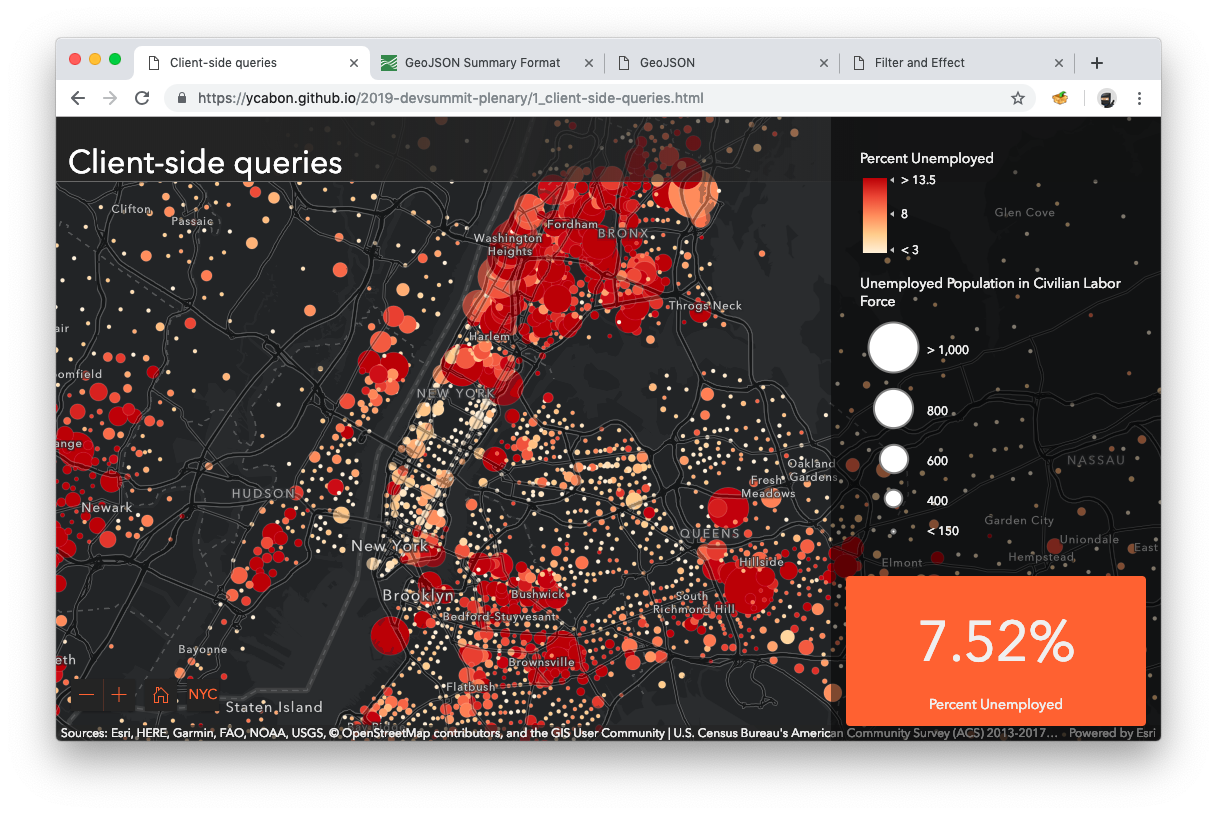 Client-side queries
GeoJSON Summary Format
GeoJSON
Filter and Effect
https://ycabon.github.io/2019-devsummit-plenary/1_client-side-queries.html
Client-side queries
Percent Unemployed
> 13.5
8
< 3
Unemployed Population in Civilian Labor
Force
> 1,000
800
600
400
< 150
Clifton
Passaic
Glen Cove
Fordham
BRONX
Washington
Heights
Throgs Neck
Harlem
air
omfield
NEW YORK
ange
Oakland
Gardens
Fresh
Meadows
NASSAU
HUDSON
Newark
QUEENS
Garden City
Uniondale
East
Hempstead
New York
Hillside
Elmont
Brooklyn
Bushwick
South
Richmond Hill
Bedford-Stuyvesant
Bayonne
eth
Brownsville
Flatbush
NYC
Staten Island
7.52%
Percent Unemployed
Sources: Esri, HERE, Garmin, FAO, NOAA, USGS, © OpenStreetMap contributors, and the GIS User Community | U.S. Census Bureau's American Community Survey (ACS) 2013-2017… Powered by Esri